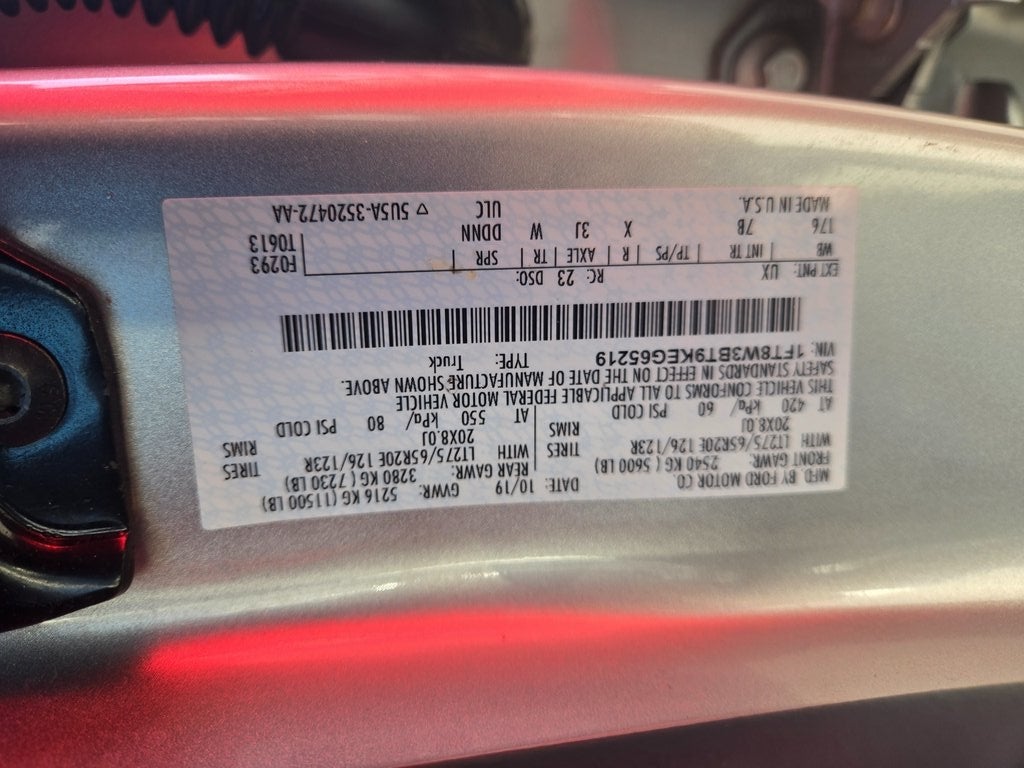 MFD. BY FORD MOTOR CO
DATE: 10/19 GVWR: 5216 KG (11500 LB)
FRONT GAWR: 2540 KG ( 5600 LB) REAR GAWR: 3280 KG ( 7230 LB)
WITH LT275/65R20E 126/123R TIRES WITH LT275/65R20E 126/123R TIRES
20X8.0J RIMS 20X8.0J RIMS
AT 420 kPa/ 60 PSI COLD AT 550 kPa/ 80 PSI COLD
THIS VEHICLE CONFORMS TO ALL APPLICABLE FEDERAL MOTOR VEHICLE
SAFETY STANDARDS IN EFFECT ON THE DATE OF MANUFACTURE SHOWN ABOVE.
VIN: 1FT8W3BT9KEG65219 TYPE: Truck
EXT PNT: UX RC: 23 DSO: F0293
WB INT TR TP/PS R AXLE TR SPR T0613
176 7B X 3J W DDNN
MADE IN U.S.A. ULC ▽ 5U5A-3520472-AA